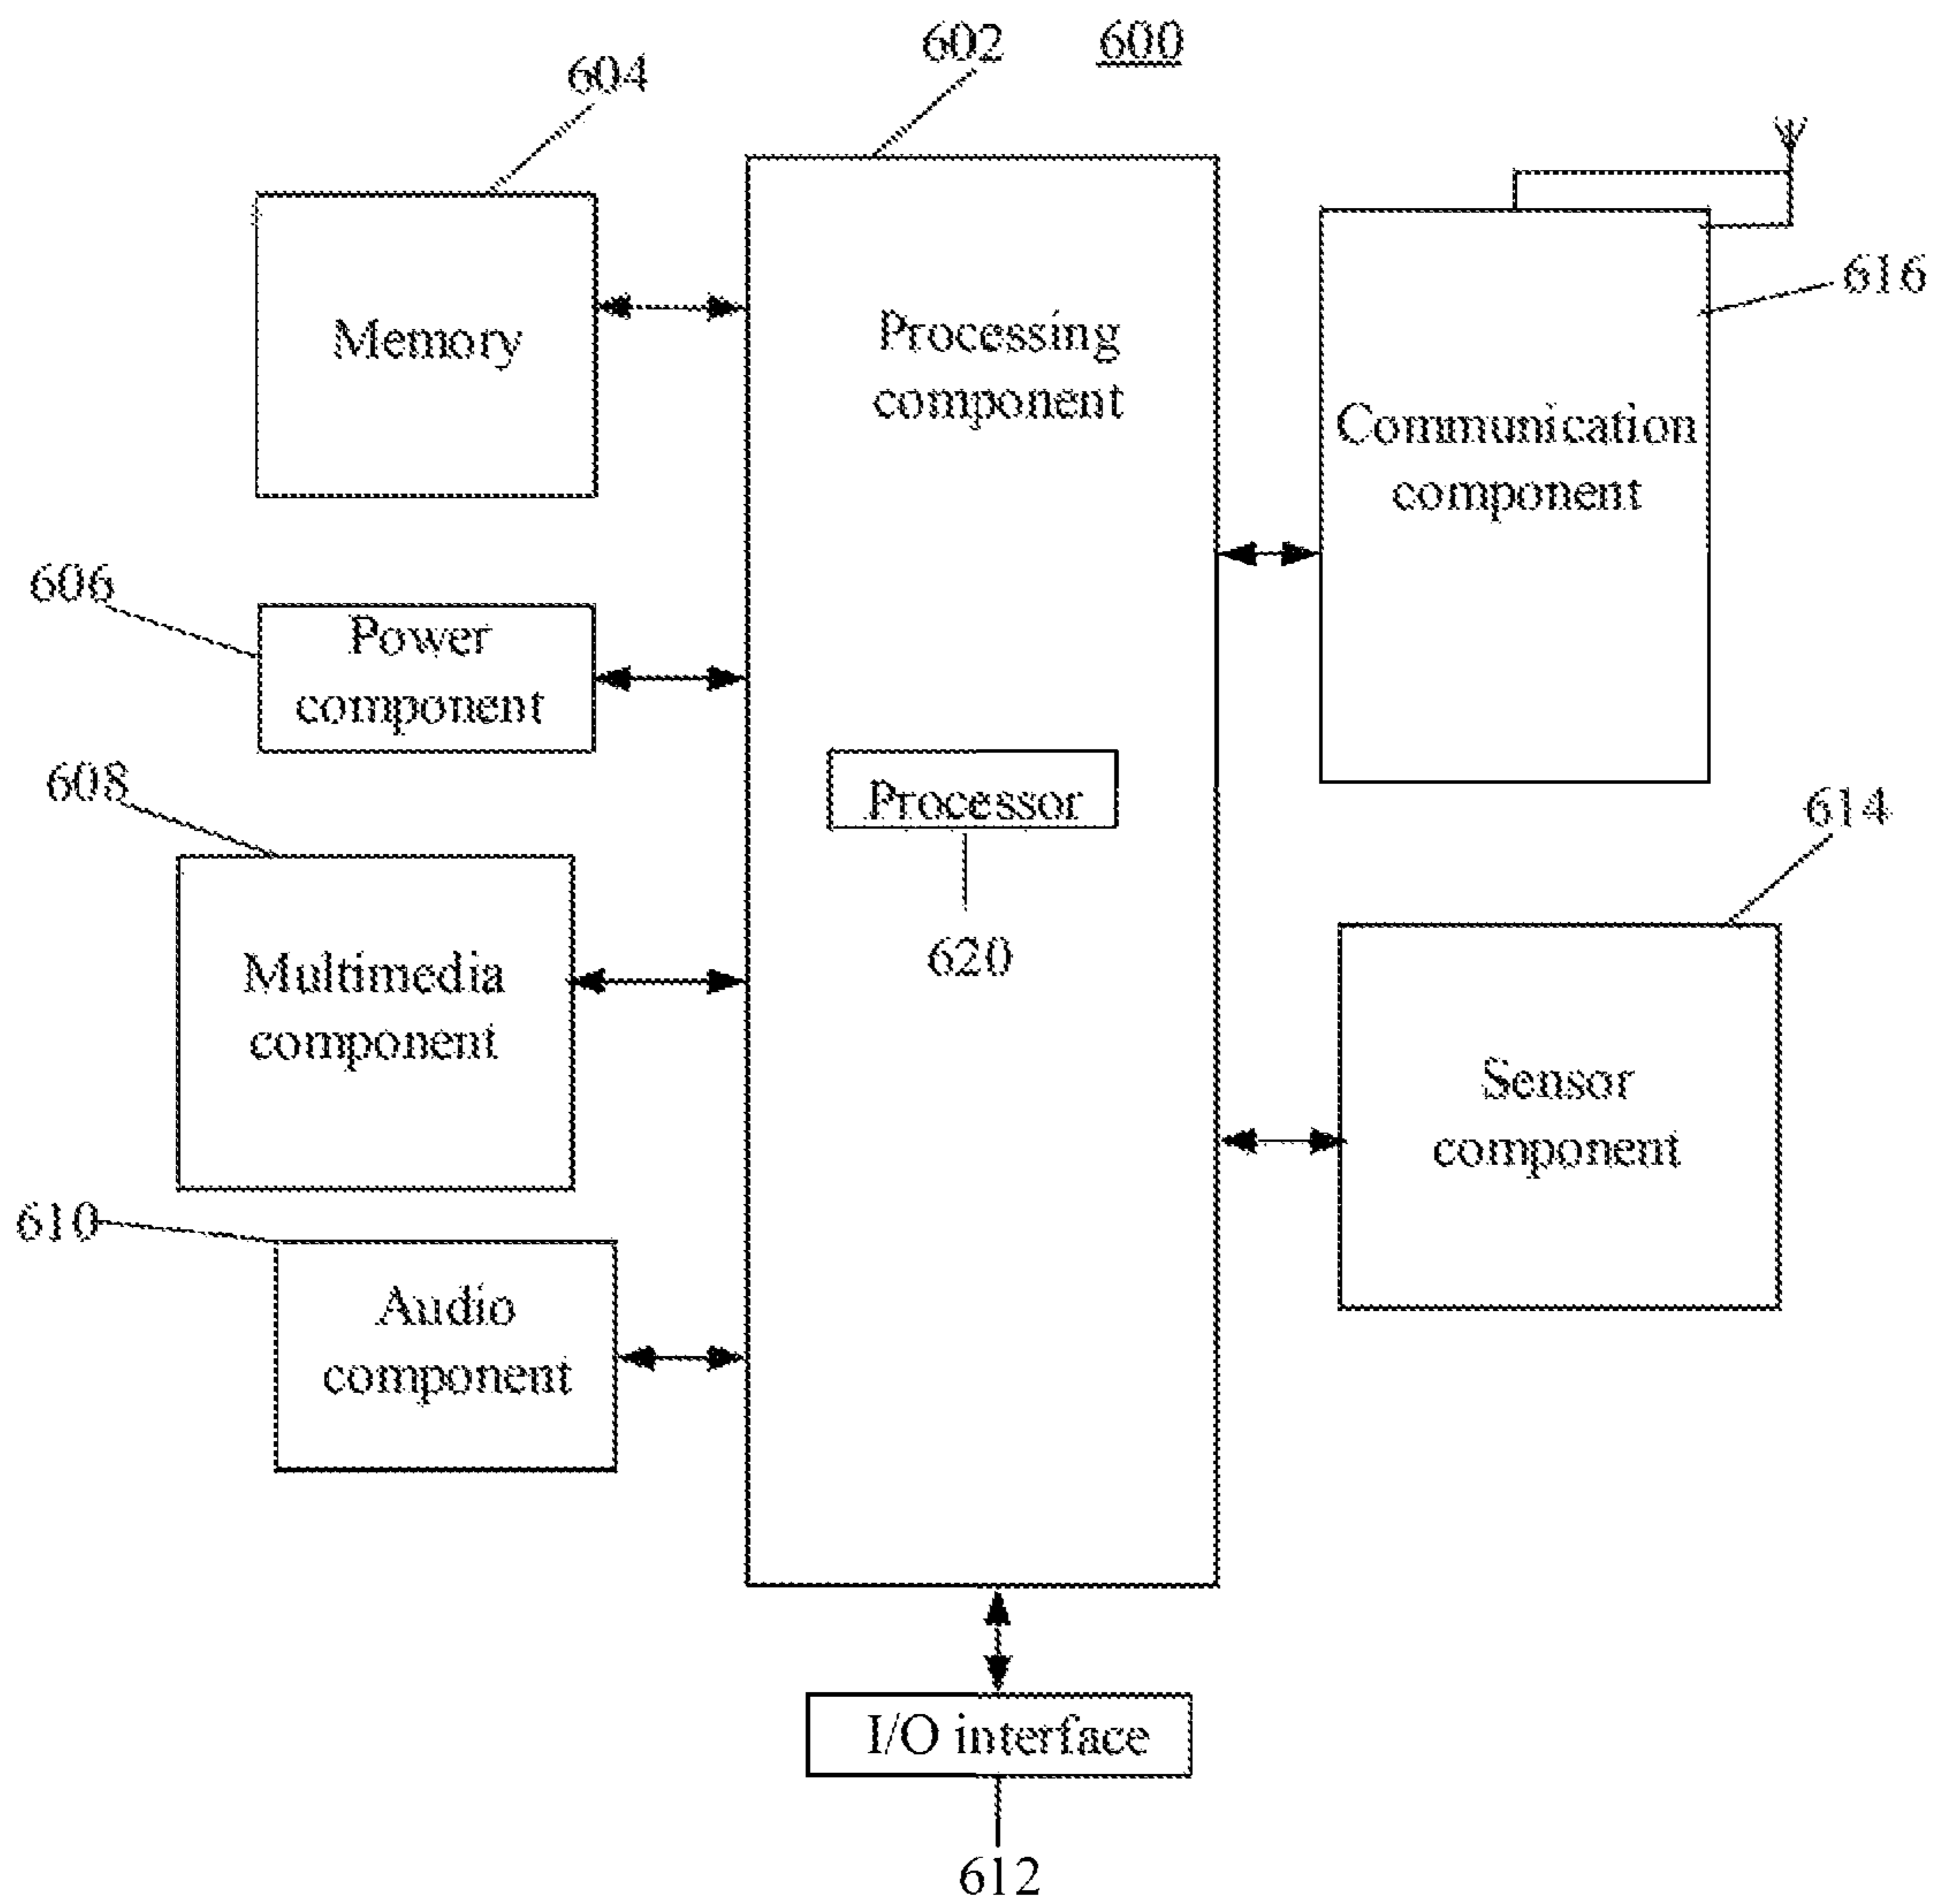 602
600
604
616
Memory
Processing
component
Communication
component
606
Power
component
608
Processor
614
620
Multimedia
component
Sensor
component
610
Audio
component
I/O interface
612